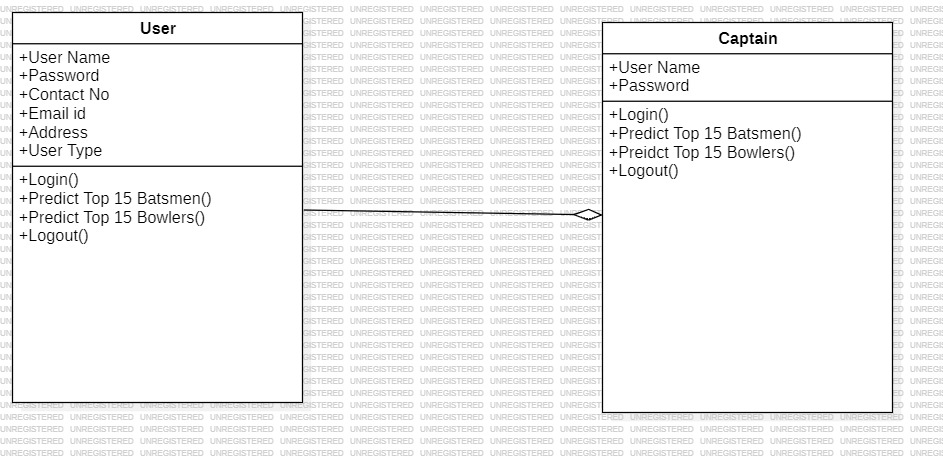 User
+User Name
+Password
+Contact No
+Email id
+Address
+User Type
+Login()
+Predict Top 15 Batsmen()
+Predict Top 15 Bowlers()
+Logout()
Captain
+User Name
+Password
+Login()
+Predict Top 15 Batsmen()
+Preidct Top 15 Bowlers()
+Logout()
UNREGISTERED